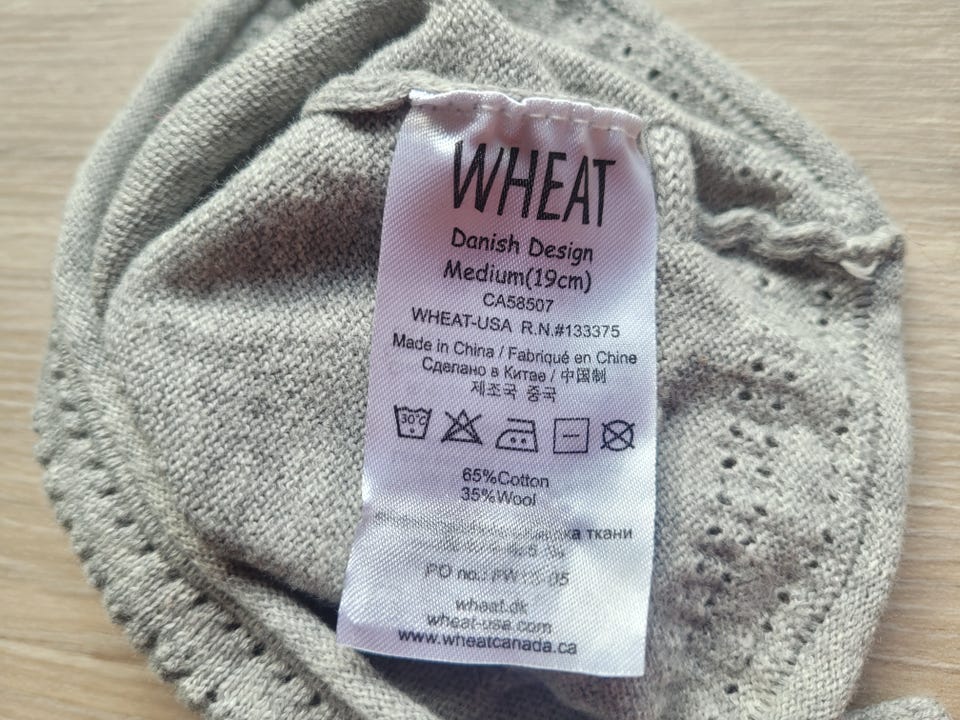 WHEAT
Danish Design
Medium(19cm)
CA58507
WHEAT-USA R.N.#133375
Made in China / Fabriqué en Chine
Сделано в Китае / 中国制
제조국 중국
30°C
65%Cotton
35%Wool
ка ткани
PO no.:
wheat.dk
wheat-usa.com
www.wheatcanada.ca